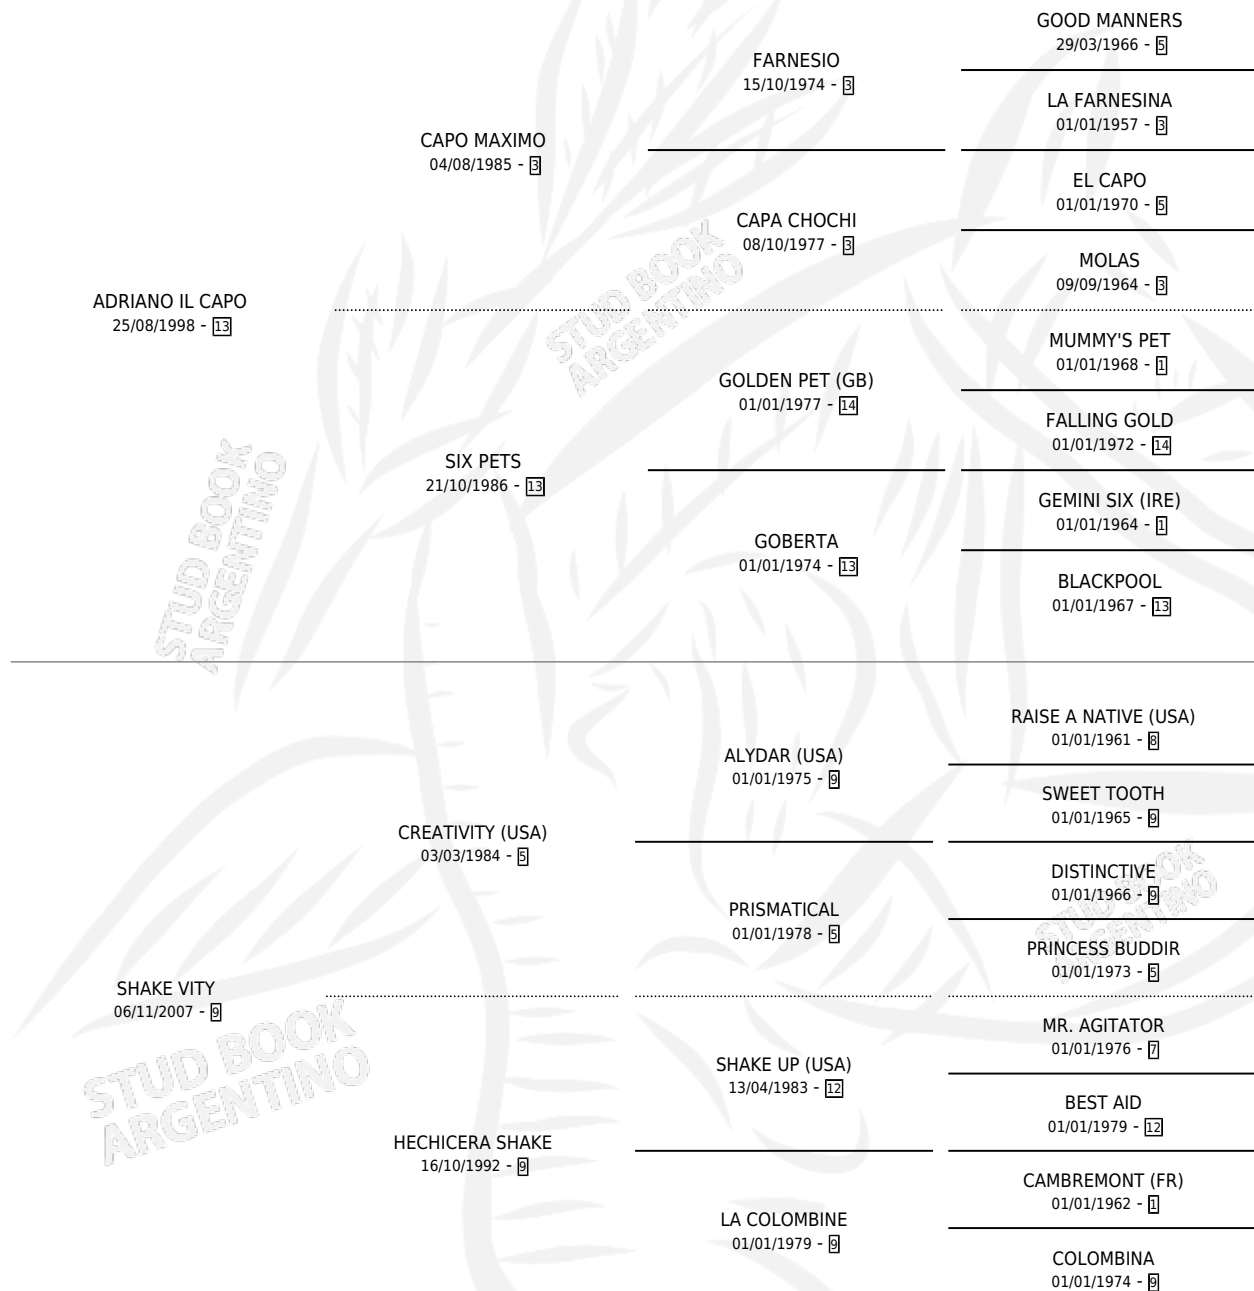 GOOD MANNERS
29/03/1966 - 5
FARNESIO
15/10/1974 - 3
LA FARNESINA
01/01/1957 - 3
CAPO MAXIMO
04/08/1985 - 3
EL CAPO
01/01/1970 - 5
CAPA CHOCHI
08/10/1977 - 3
MOLAS
09/09/1964 - 3
ADRIANO IL CAPO
25/08/1998 - 13
MUMMY'S PET
01/01/1968 - 1
GOLDEN PET (GB)
01/01/1977 - 14
FALLING GOLD
01/01/1972 - 14
SIX PETS
21/10/1986 - 13
GEMINI SIX (IRE)
01/01/1964 - 1
GOBERTA
01/01/1974 - 13
BLACKPOOL
01/01/1967 - 13
RAISE A NATIVE (USA)
01/01/1961 - 8
ALYDAR (USA)
01/01/1975 - 9
SWEET TOOTH
01/01/1965 - 9
CREATIVITY (USA)
03/03/1984 - 5
DISTINCTIVE
01/01/1966 - 9
PRISMATICAL
01/01/1978 - 5
PRINCESS BUDDIR
01/01/1973 - 5
SHAKE VITY
06/11/2007 - 9
MR. AGITATOR
01/01/1976 - 7
SHAKE UP (USA)
13/04/1983 - 12
BEST AID
01/01/1979 - 12
HECHICERA SHAKE
16/10/1992 - 9
CAMBREMONT (FR)
01/01/1962 - 1
LA COLOMBINE
01/01/1979 - 9
COLOMBINA
01/01/1974 - 9
STUD BOOK
ARGENTINO
STUD BOOK
ARGENTINO
STUD BOOK
ARGENTINO
STUD BOOK
ARGENTINO